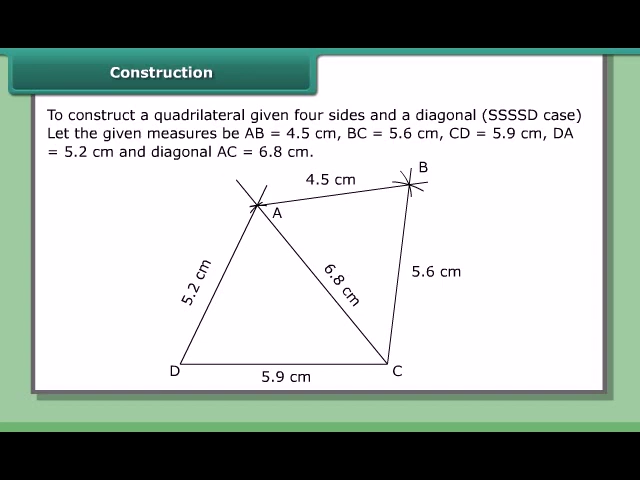 Construction
To construct a quadrilateral given four sides and a diagonal (SSSSD case)
Let the given measures be AB = 4.5 cm, BC = 5.6 cm, CD = 5.9 cm, DA
= 5.2 cm and diagonal AC = 6.8 cm.
B
4.5 cm
A
5.2 cm
6.8 cm
5.6 cm
D
C
5.9 cm